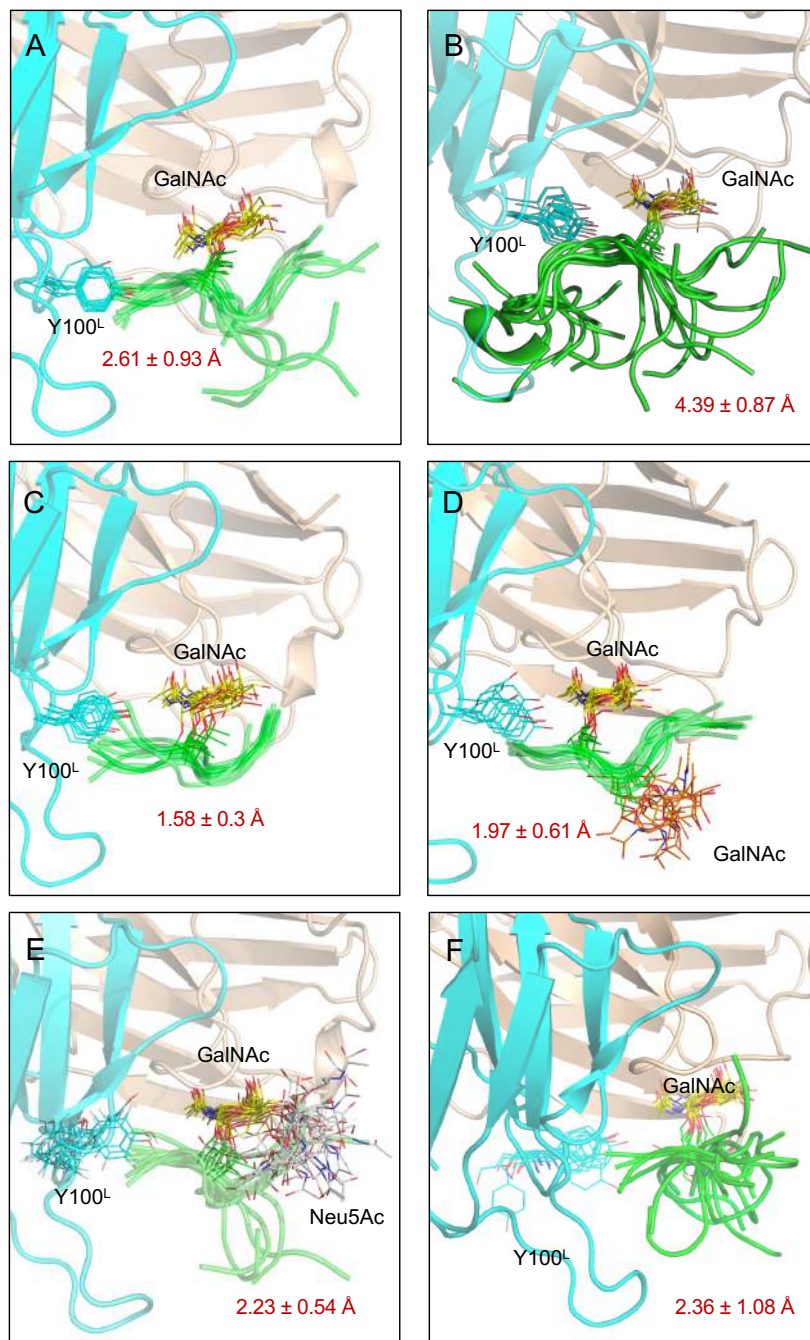 A
GalNAc
Y100ᴸ
2.61 ± 0.93 Å
B
GalNAc
Y100ᴸ
4.39 ± 0.87 Å
C
GalNAc
Y100ᴸ
1.58 ± 0.3 Å
D
GalNAc
Y100ᴸ
1.97 ± 0.61 Å
GalNAc
E
GalNAc
Y100ᴸ
Neu5Ac
2.23 ± 0.54 Å
F
GalNAc
Y100ᴸ
2.36 ± 1.08 Å